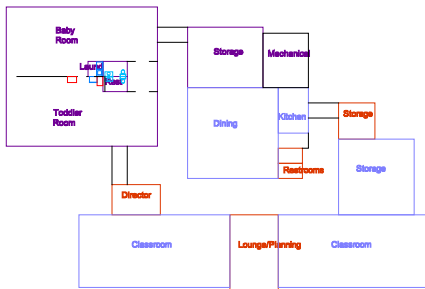 Baby
Room
Storage
Mechanical
Laund
Rest
Toddler
Room
Dining
Kitchen
Storage
Restrooms
Storage
Director
Classroom
Lounge/Planning
Classroom